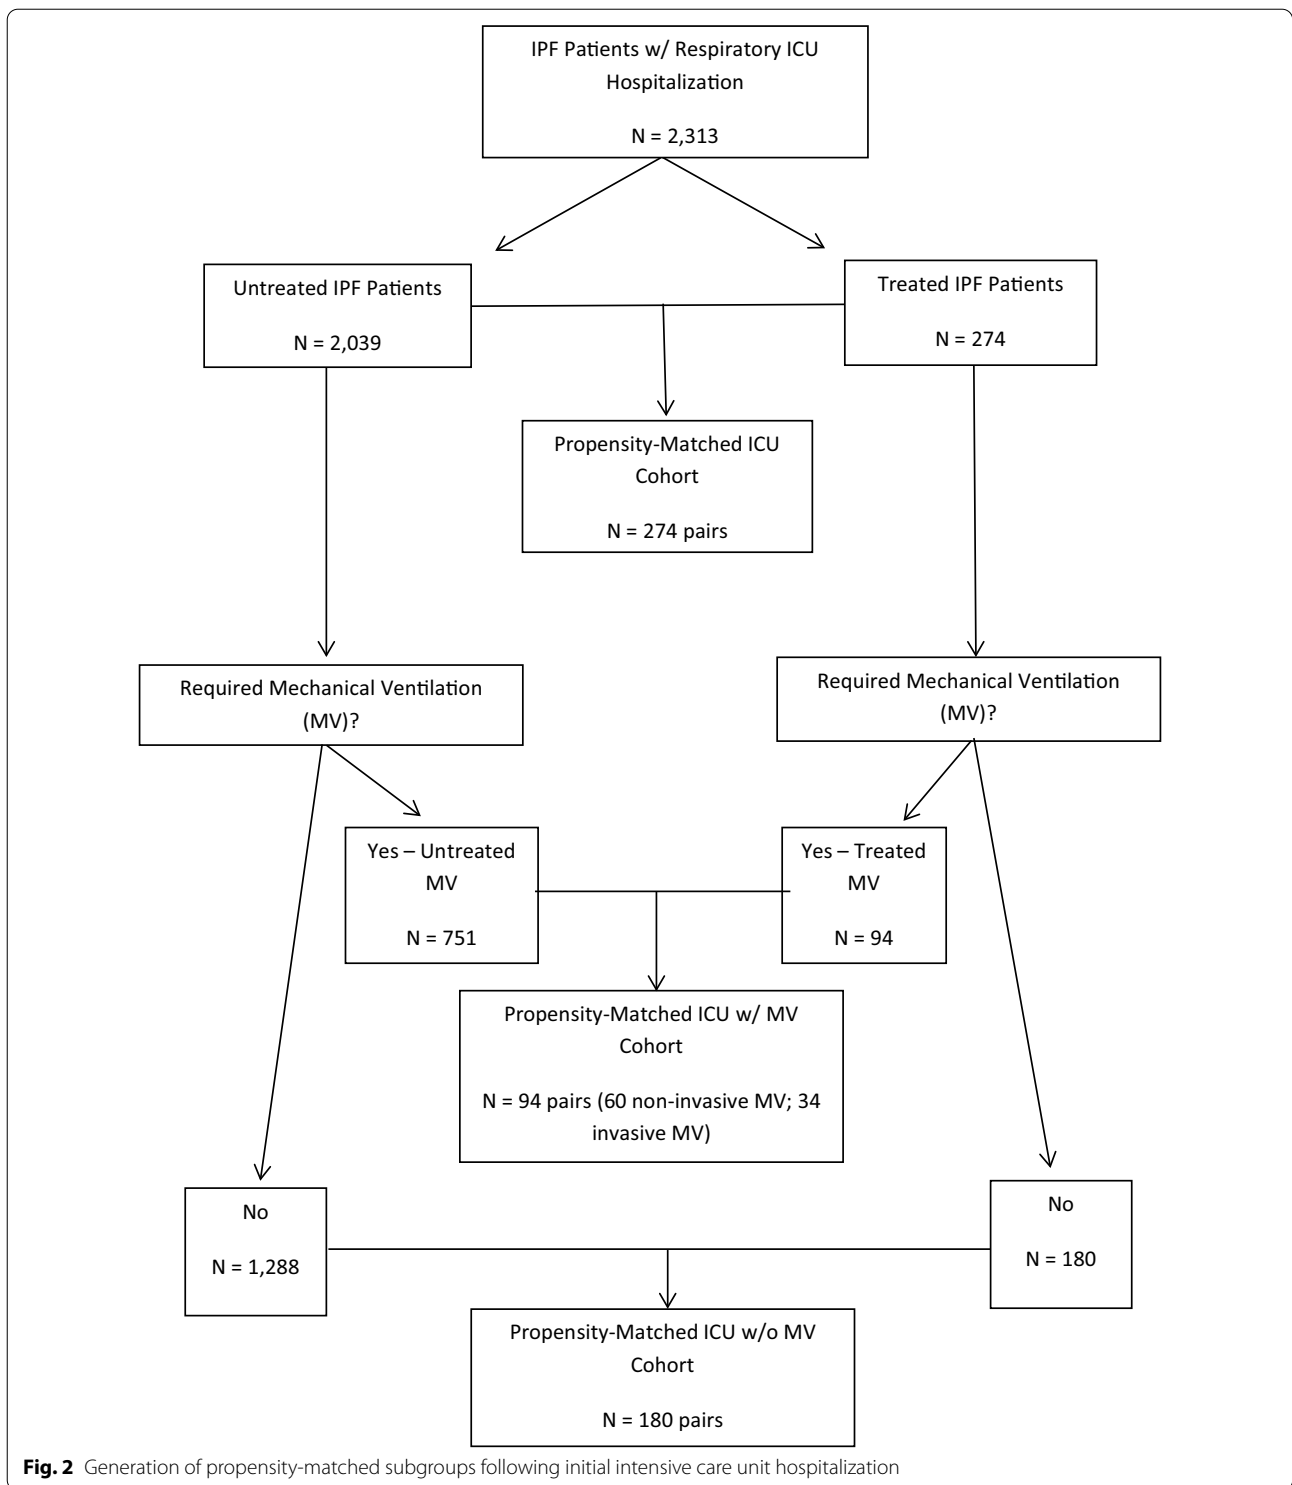 IPF Patients w/ Respiratory ICU
Hospitalization
N = 2,313
Untreated IPF Patients
N = 2,039
Treated IPF Patients
N = 274
Propensity-Matched ICU
Cohort
N = 274 pairs
Required Mechanical Ventilation
(MV)?
Required Mechanical Ventilation
(MV)?
Yes – Untreated
MV
N = 751
Yes – Treated
MV
N = 94
Propensity-Matched ICU w/ MV
Cohort
N = 94 pairs (60 non-invasive MV; 34
invasive MV)
No
N = 1,288
No
N = 180
Propensity-Matched ICU w/o MV
Cohort
N = 180 pairs
Fig. 2 Generation of propensity-matched subgroups following initial intensive care unit hospitalization